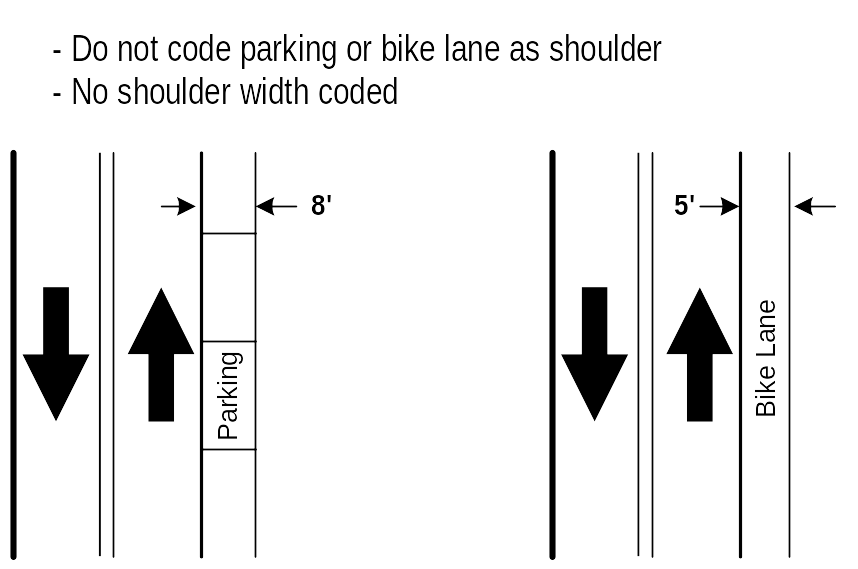 - Do not code parking or bike lane as shoulder
- No shoulder width coded
8'
Parking
5'
Bike Lane